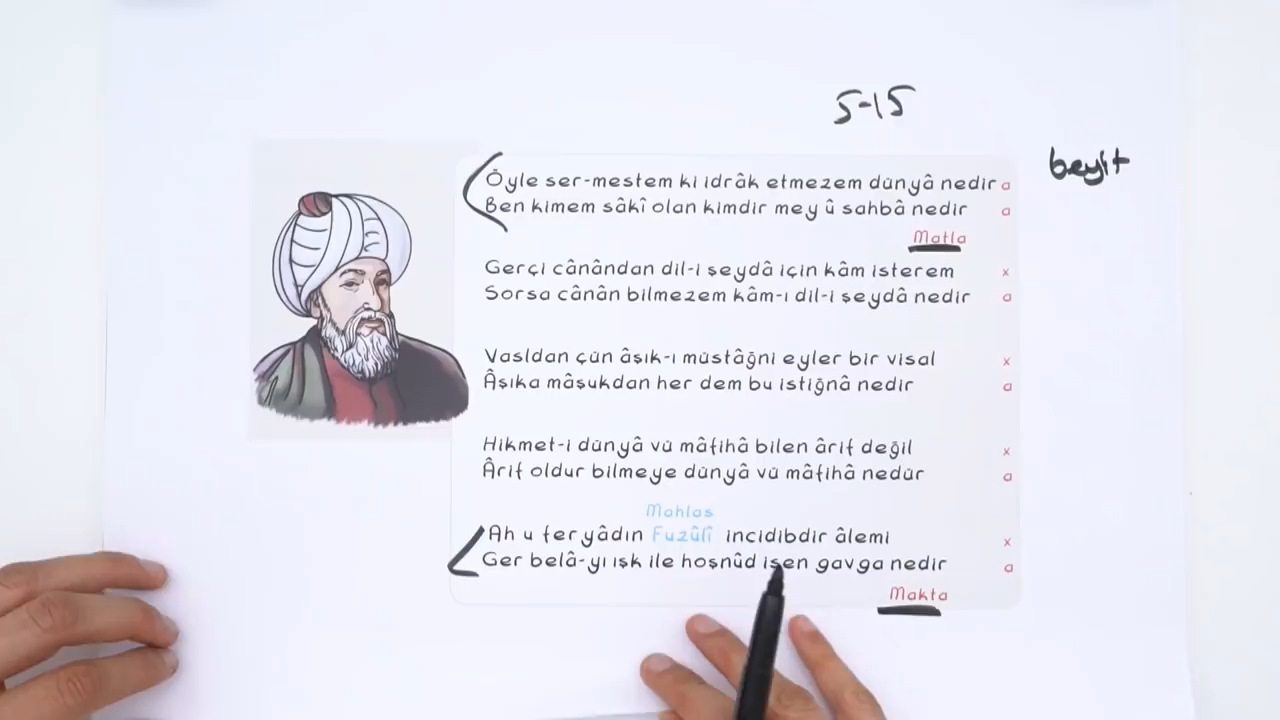 5-15
beyit
Öyle ser-mestem ki idrâk etmezem dünyâ nedir a
Ben kimem sâkî olan kimdir mey û sahbâ nedir a
Matla
Gerçi cânândan dil-i şeydâ için kâm isterem x
Sorsa cânân bilmezem kâm-ı dil-i şeydâ nedir a
Vasldan çün âşık-ı müstâğni eyler bir visal x
Âşıka mâşukdan her dem bu istiğnâ nedir a
Hikmet-i dünyâ vü mâfihâ bilen ârif değil x
Ârif oldur bilmeye dünyâ vü mâfihâ nedür a
Mahlas
Ah u feryâdın Fuzûlî incidibdir âlemi x
Ger belâ-yı ışk ile hoşnûd isen gavga nedir a
Makta